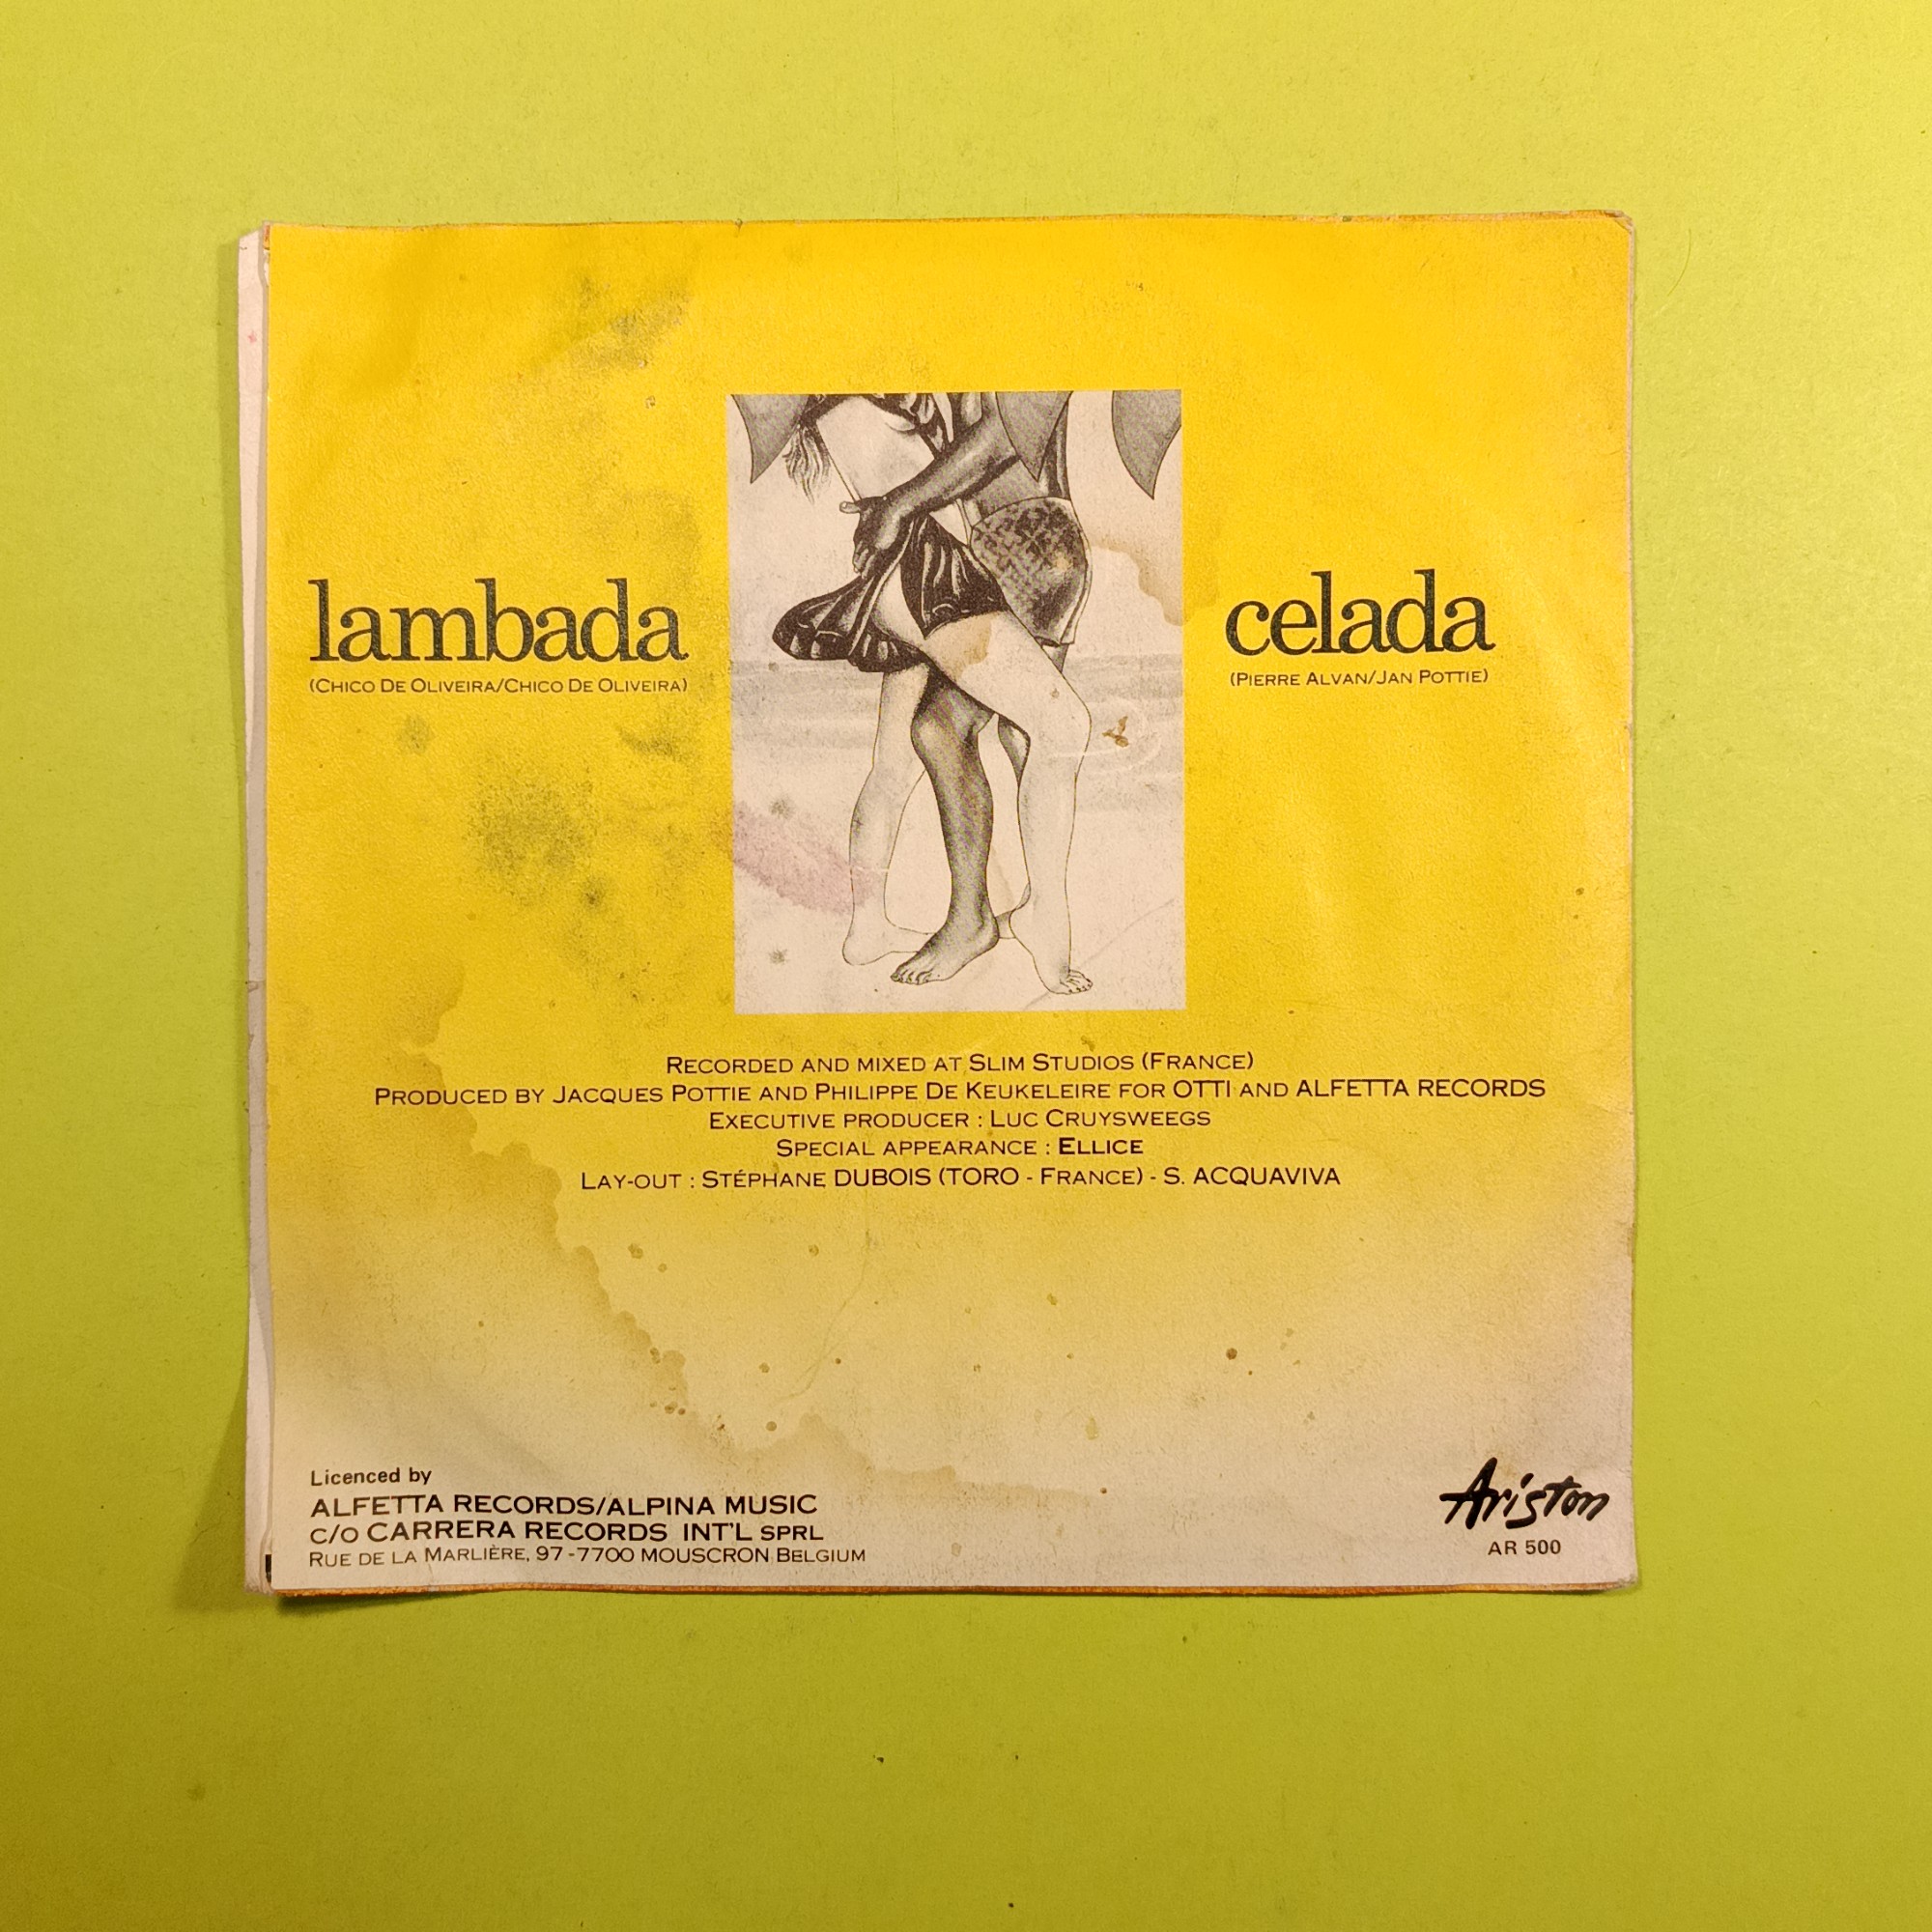 lambada
(Chico De Oliveira/Chico De Oliveira)
celada
(Pierre Alvan/Jan Pottie)
Recorded and mixed at Slim Studios (France)
Produced by Jacques Pottie and Philippe De Keukeleire for OTTI and ALFETTA RECORDS
Executive producer : Luc Cruysweegs
Special appearance : Ellice
Lay-out : Stéphane DUBOIS (TORO - France) - S. ACQUAVIVA
Licenced by
ALFETTA RECORDS/ALPINA MUSIC
c/o CARRERA RECORDS INT'L SPRL
Rue de la Marlière, 97-7700 MOUSCRON Belgium
Ariston
AR 500